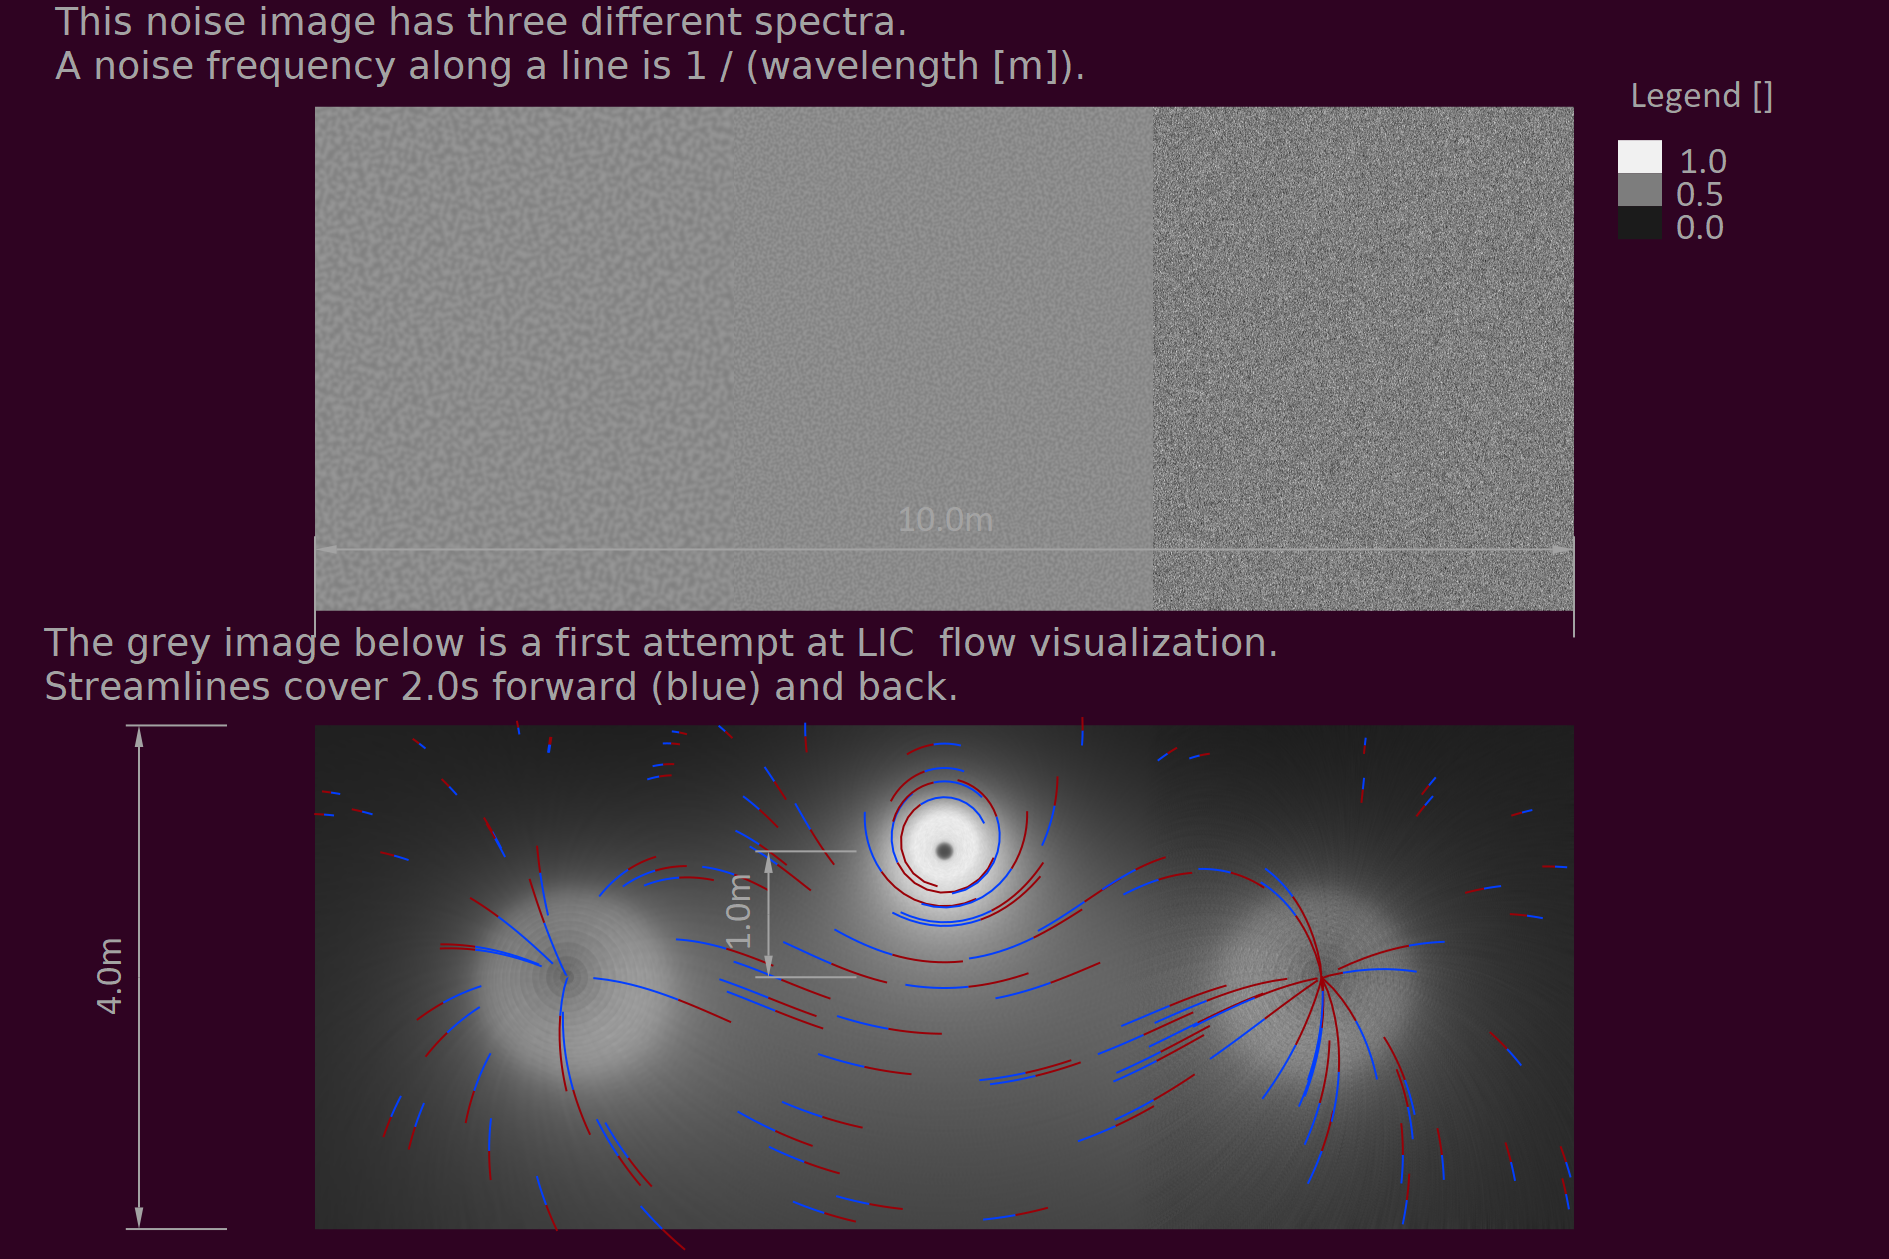 This noise image has three different spectra.
A noise frequency along a line is 1 / (wavelength [m]).
Legend []
1.0
0.5
0.0
10.0m
The grey image below is a first attempt at LIC  flow visualization.
Streamlines cover 2.0s forward (blue) and back.
1.0m
4.0m